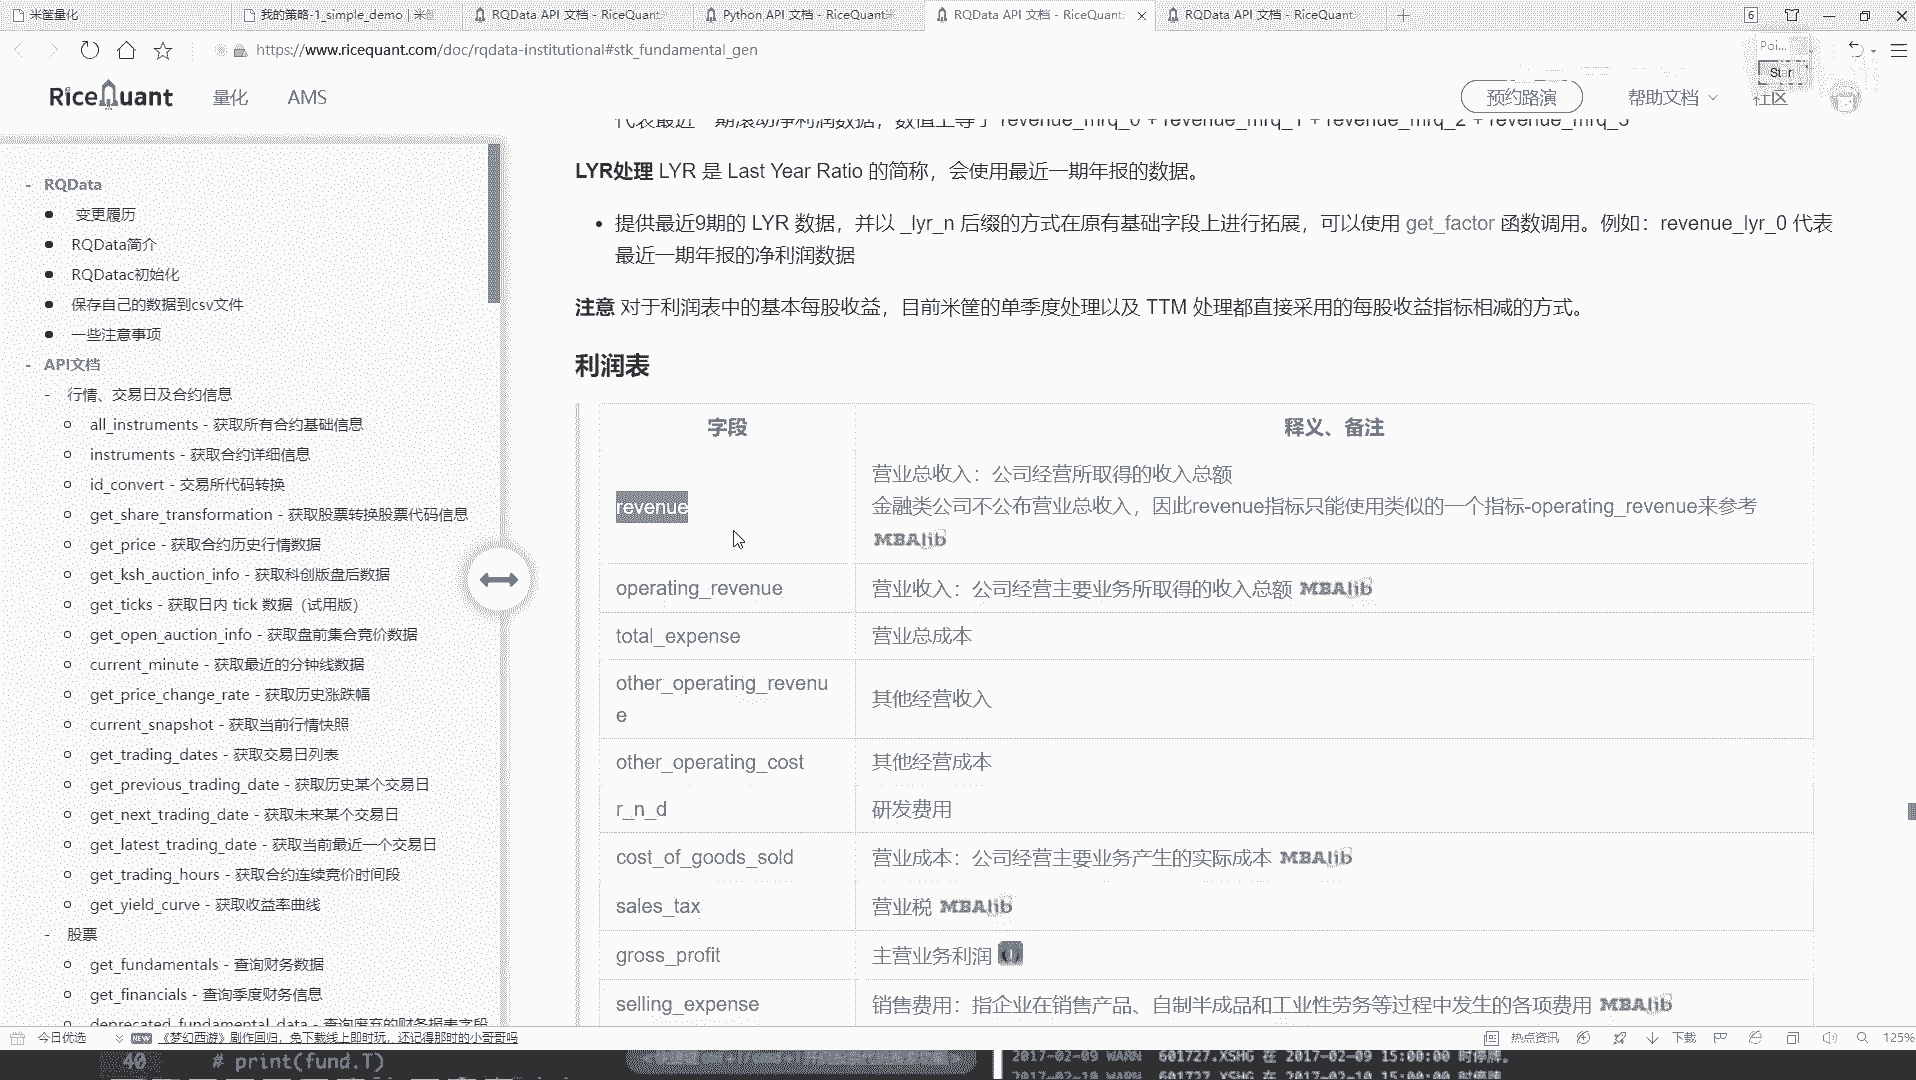 米筐量化
我的策略-1_simple_demo | 米筐
RQData API 文档 - RiceQuant
Python API 文档 - RiceQuant米
RQData API 文档 - RiceQuant
RQData API 文档 - RiceQuant
6
https://www.ricequant.com/doc/rqdata-institutional#stk_fundamental_gen
Poi...
Start
RiceQuant
量化
AMS
预约路演
帮助文档
社区
- RQData
变更履历
RQData简介
RQDatac初始化
保存自己的数据到csv文件
一些注意事项
- API文档
- 行情、交易日及合约信息
all_instruments - 获取所有合约基础信息
instruments - 获取合约详细信息
id_convert - 交易所代码转换
get_share_transformation - 获取股票转换股票代码信息
get_price - 获取合约历史行情数据
get_ksh_auction_info - 获取科创版盘后数据
get_ticks - 获取日内 tick 数据（试用版）
get_open_auction_info - 获取盘前集合竞价数据
current_minute - 获取最近的分钟线数据
get_price_change_rate - 获取历史涨跌幅
current_snapshot - 获取当前行情快照
get_trading_dates - 获取交易日列表
get_previous_trading_date - 获取历史某个交易日
get_next_trading_date - 获取未来某个交易日
get_latest_trading_date - 获取当前最近一个交易日
get_trading_hours - 获取合约连续竞价时间段
get_yield_curve - 获取收益率曲线
- 股票
get_fundamentals - 查询财务数据
get_financials - 查询季度财务信息
deprecated_fundamental_data - 查询废弃的财务报表字段
代表最近一期滚动净利润数据，数值上等于 revenue_mrq_0 + revenue_mrq_1 + revenue_mrq_2 + revenue_mrq_3
LYR处理 LYR 是 Last Year Ratio 的简称，会使用最近一期年报的数据。
• 提供最近9期的 LYR 数据，并以 _lyr_n 后缀的方式在原有基础字段上进行拓展，可以使用 get_factor 函数调用。例如：revenue_lyr_0 代表
最近一期年报的净利润数据
注意 对于利润表中的基本每股收益，目前米筐的单季度处理以及 TTM 处理都直接采用的每股收益指标相减的方式。
利润表
字段 释义、备注
营业总收入：公司经营所取得的收入总额
revenue 金融类公司不公布营业总收入，因此revenue指标只能使用类似的一个指标-operating_revenue来参考
MBAlib
operating_revenue 营业收入：公司经营主要业务所取得的收入总额 MBAlib
total_expense 营业总成本
other_operating_revenu
e 其他经营收入
other_operating_cost 其他经营成本
r_n_d 研发费用
cost_of_goods_sold 营业成本：公司经营主要业务产生的实际成本 MBAlib
sales_tax 营业税 MBAlib
gross_profit 主营业务利润
selling_expense 销售费用：指企业在销售产品、自制半成品和工业性劳务等过程中发生的各项费用 MBAlib
今日优选
NEW 《梦幻西游》剧作回归，免下载线上即时玩，还记得那时的小哥哥吗
热点资讯
下载
125%
40 # print(fund.T)
2017-02-09 WARN 601727.XSHG 在 2017-02-09 15:00:00 时停牌。
2017-02-10 WARN 601727.XSHG 在 2017-02-10 15:00:00 时停牌。